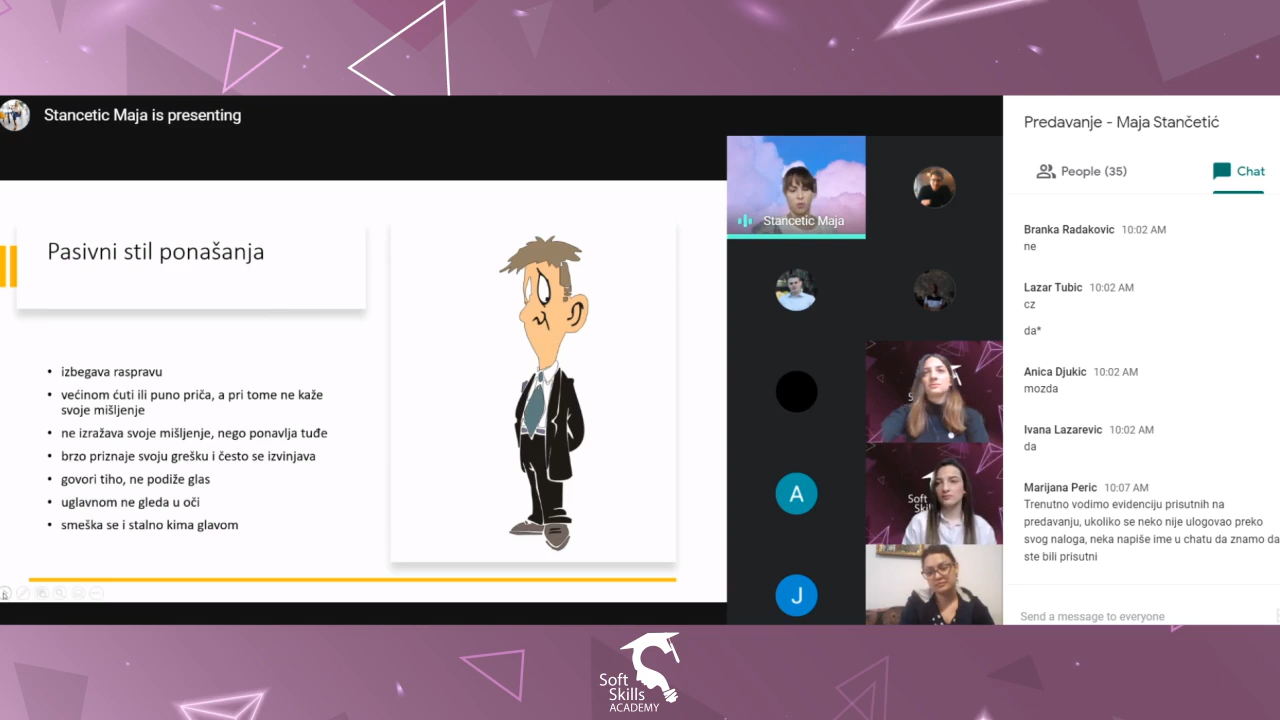 Stancetic Maja is presenting
Pasivni stil ponašanja
• izbegava raspravu
• većinom ćuti ili puno priča, a pri tome ne kaže
svoje mišljenje
• ne izražava svoje mišljenje, nego ponavlja tuđe
• brzo priznaje svoju grešku i često se izvinjava
• govori tiho, ne podiže glas
• uglavnom ne gleda u oči
• smeška se i stalno kima glavom
Stancetic Maja
A
Soft
Skil
J
Predavanje - Maja Stančetić
People (35)
Chat
Branka Radakovic 10:02 AM
ne
Lazar Tubic 10:02 AM
cz
da*
Anica Djukic 10:02 AM
mozda
Ivana Lazarevic 10:02 AM
da
Marijana Peric 10:07 AM
Trenutno vodimo evidenciju prisutnih na
predavanju, ukoliko se neko nije ulogovao preko
svog naloga, neka napiše ime u chatu da znamo da
ste bili prisutni
Send a message to everyone
Soft
Skills
ACADEMY